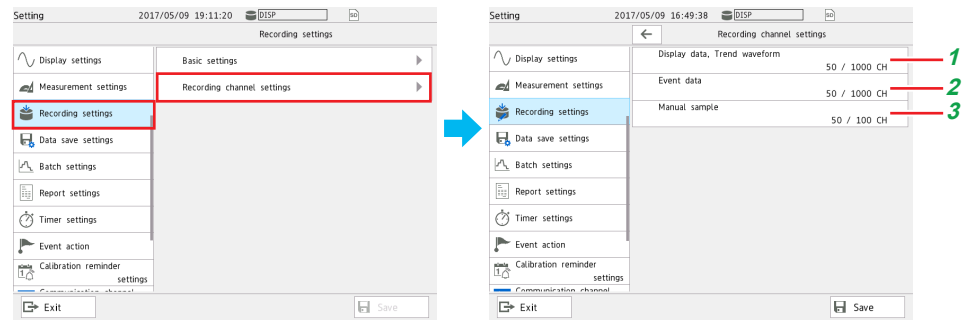 Setting 2017/05/09 19:11:20 DISP SD
Recording settings
Display settings
Measurement settings
Recording settings
Data save settings
Batch settings
Report settings
Timer settings
Event action
Calibration reminder
settings
Communication channel
Basic settings
Recording channel settings
Exit
Save
Setting 2017/05/09 16:49:38 DISP SD
Recording channel settings
Display settings
Measurement settings
Recording settings
Data save settings
Batch settings
Report settings
Timer settings
Event action
Calibration reminder
settings
Communication channel
Display data, Trend waveform
50 / 1000 CH
1
Event data
50 / 1000 CH
2
Manual sample
50 / 100 CH
3
Exit
Save